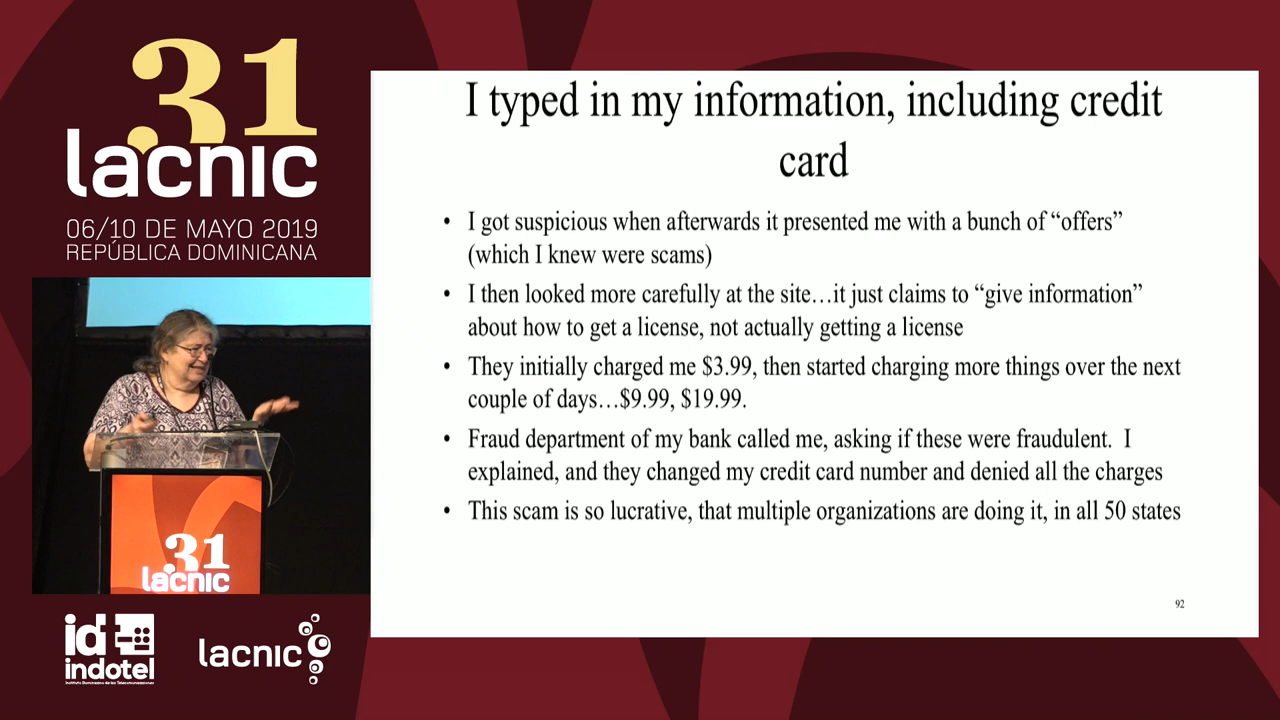 31
lacnic
06/10 DE MAYO 2019
REPÚBLICA DOMINICANA
I typed in my information, including credit
card
• I got suspicious when afterwards it presented me with a bunch of “offers”
(which I knew were scams)
• I then looked more carefully at the site…it just claims to “give information”
about how to get a license, not actually getting a license
• They initially charged me $3.99, then started charging more things over the next
couple of days…$9.99, $19.99.
• Fraud department of my bank called me, asking if these were fraudulent.  I
explained, and they changed my credit card number and denied all the charges
• This scam is so lucrative, that multiple organizations are doing it, in all 50 states
92
31
lacnic
id
indotel
Instituto Dominicano de las Telecomunicaciones
lacnic